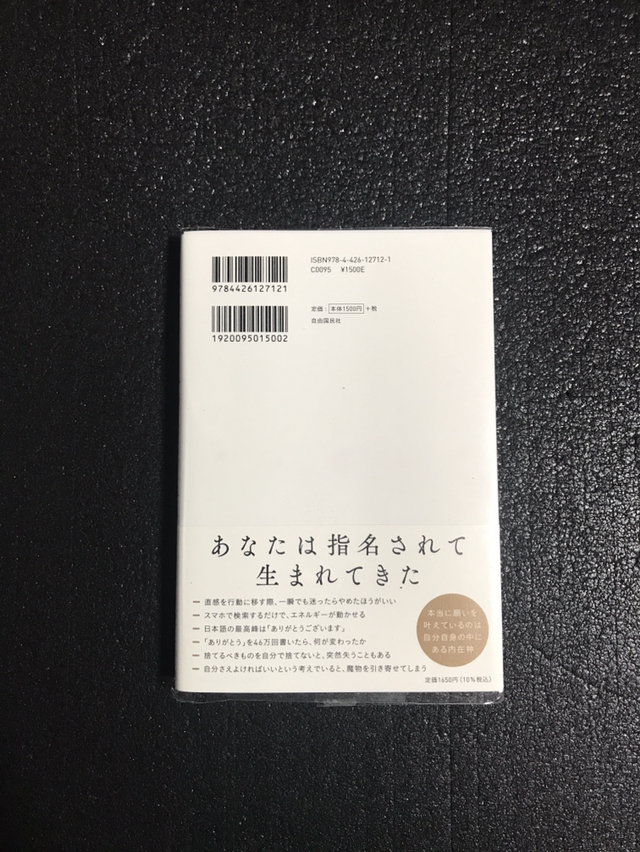 ISBN978-4-426-12712-1
C0095 ¥1500E
9784426127121
定価:本体1500円+税
自由国民社
1920095015002
あなたは指名されて
生まれてきた
直感を行動に移す際、一瞬でも迷ったらやめたほうがいい
スマホで検索するだけで、エネルギーが動かせる
日本語の最高峰は「ありがとうございます」
「ありがとう」を46万回書いたら、何が変わったか
捨てるべきものを自分で捨てないと、突然失うこともある
自分さえよければいいという考えでいると、魔物を引き寄せてしまう
本当に願いを
叶えているのは
自分自身の中に
ある内在神
定価1650円(10%税込)